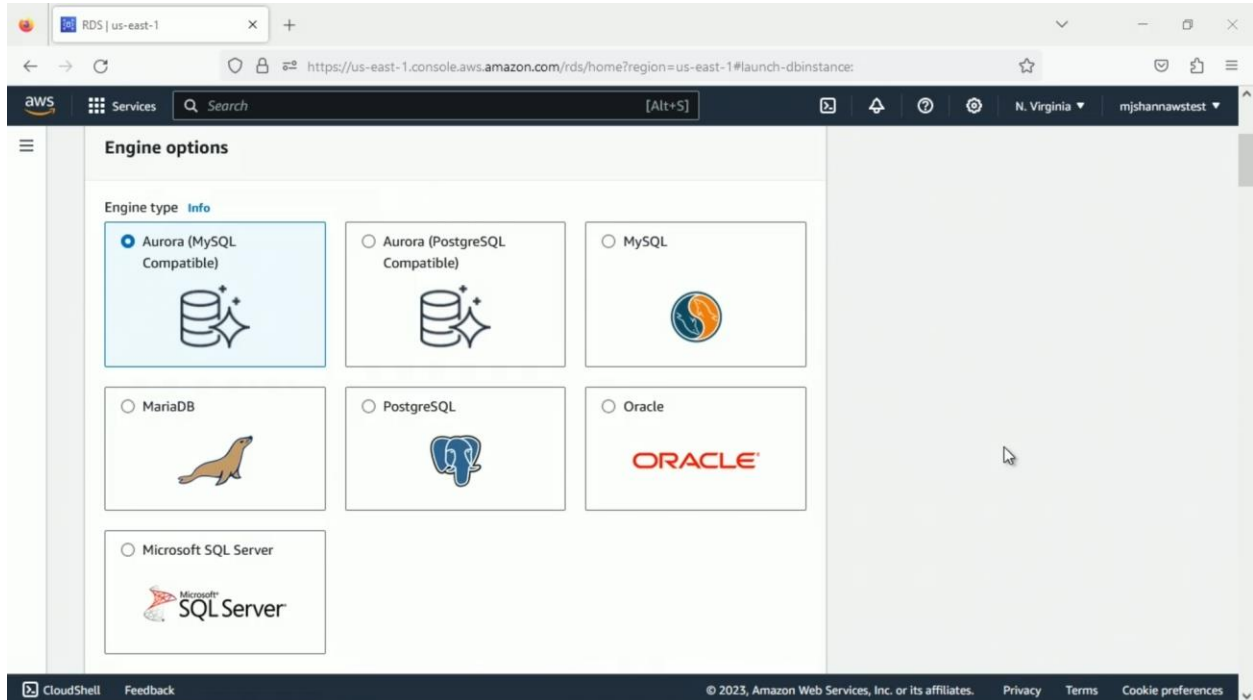 RDS | us-east-1
https://us-east-1.console.aws.amazon.com/rds/home?region=us-east-1#launch-dbinstance:
aws
Services
Search
[Alt+S]
N. Virginia
mjshannawstest
Engine options
Engine type Info
Aurora (MySQL
Compatible)
Aurora (PostgreSQL
Compatible)
MySQL
MariaDB
PostgreSQL
Oracle
ORACLE
Microsoft SQL Server
Microsoft
SQL Server
CloudShell
Feedback
© 2023, Amazon Web Services, Inc. or its affiliates.
Privacy
Terms
Cookie preferences